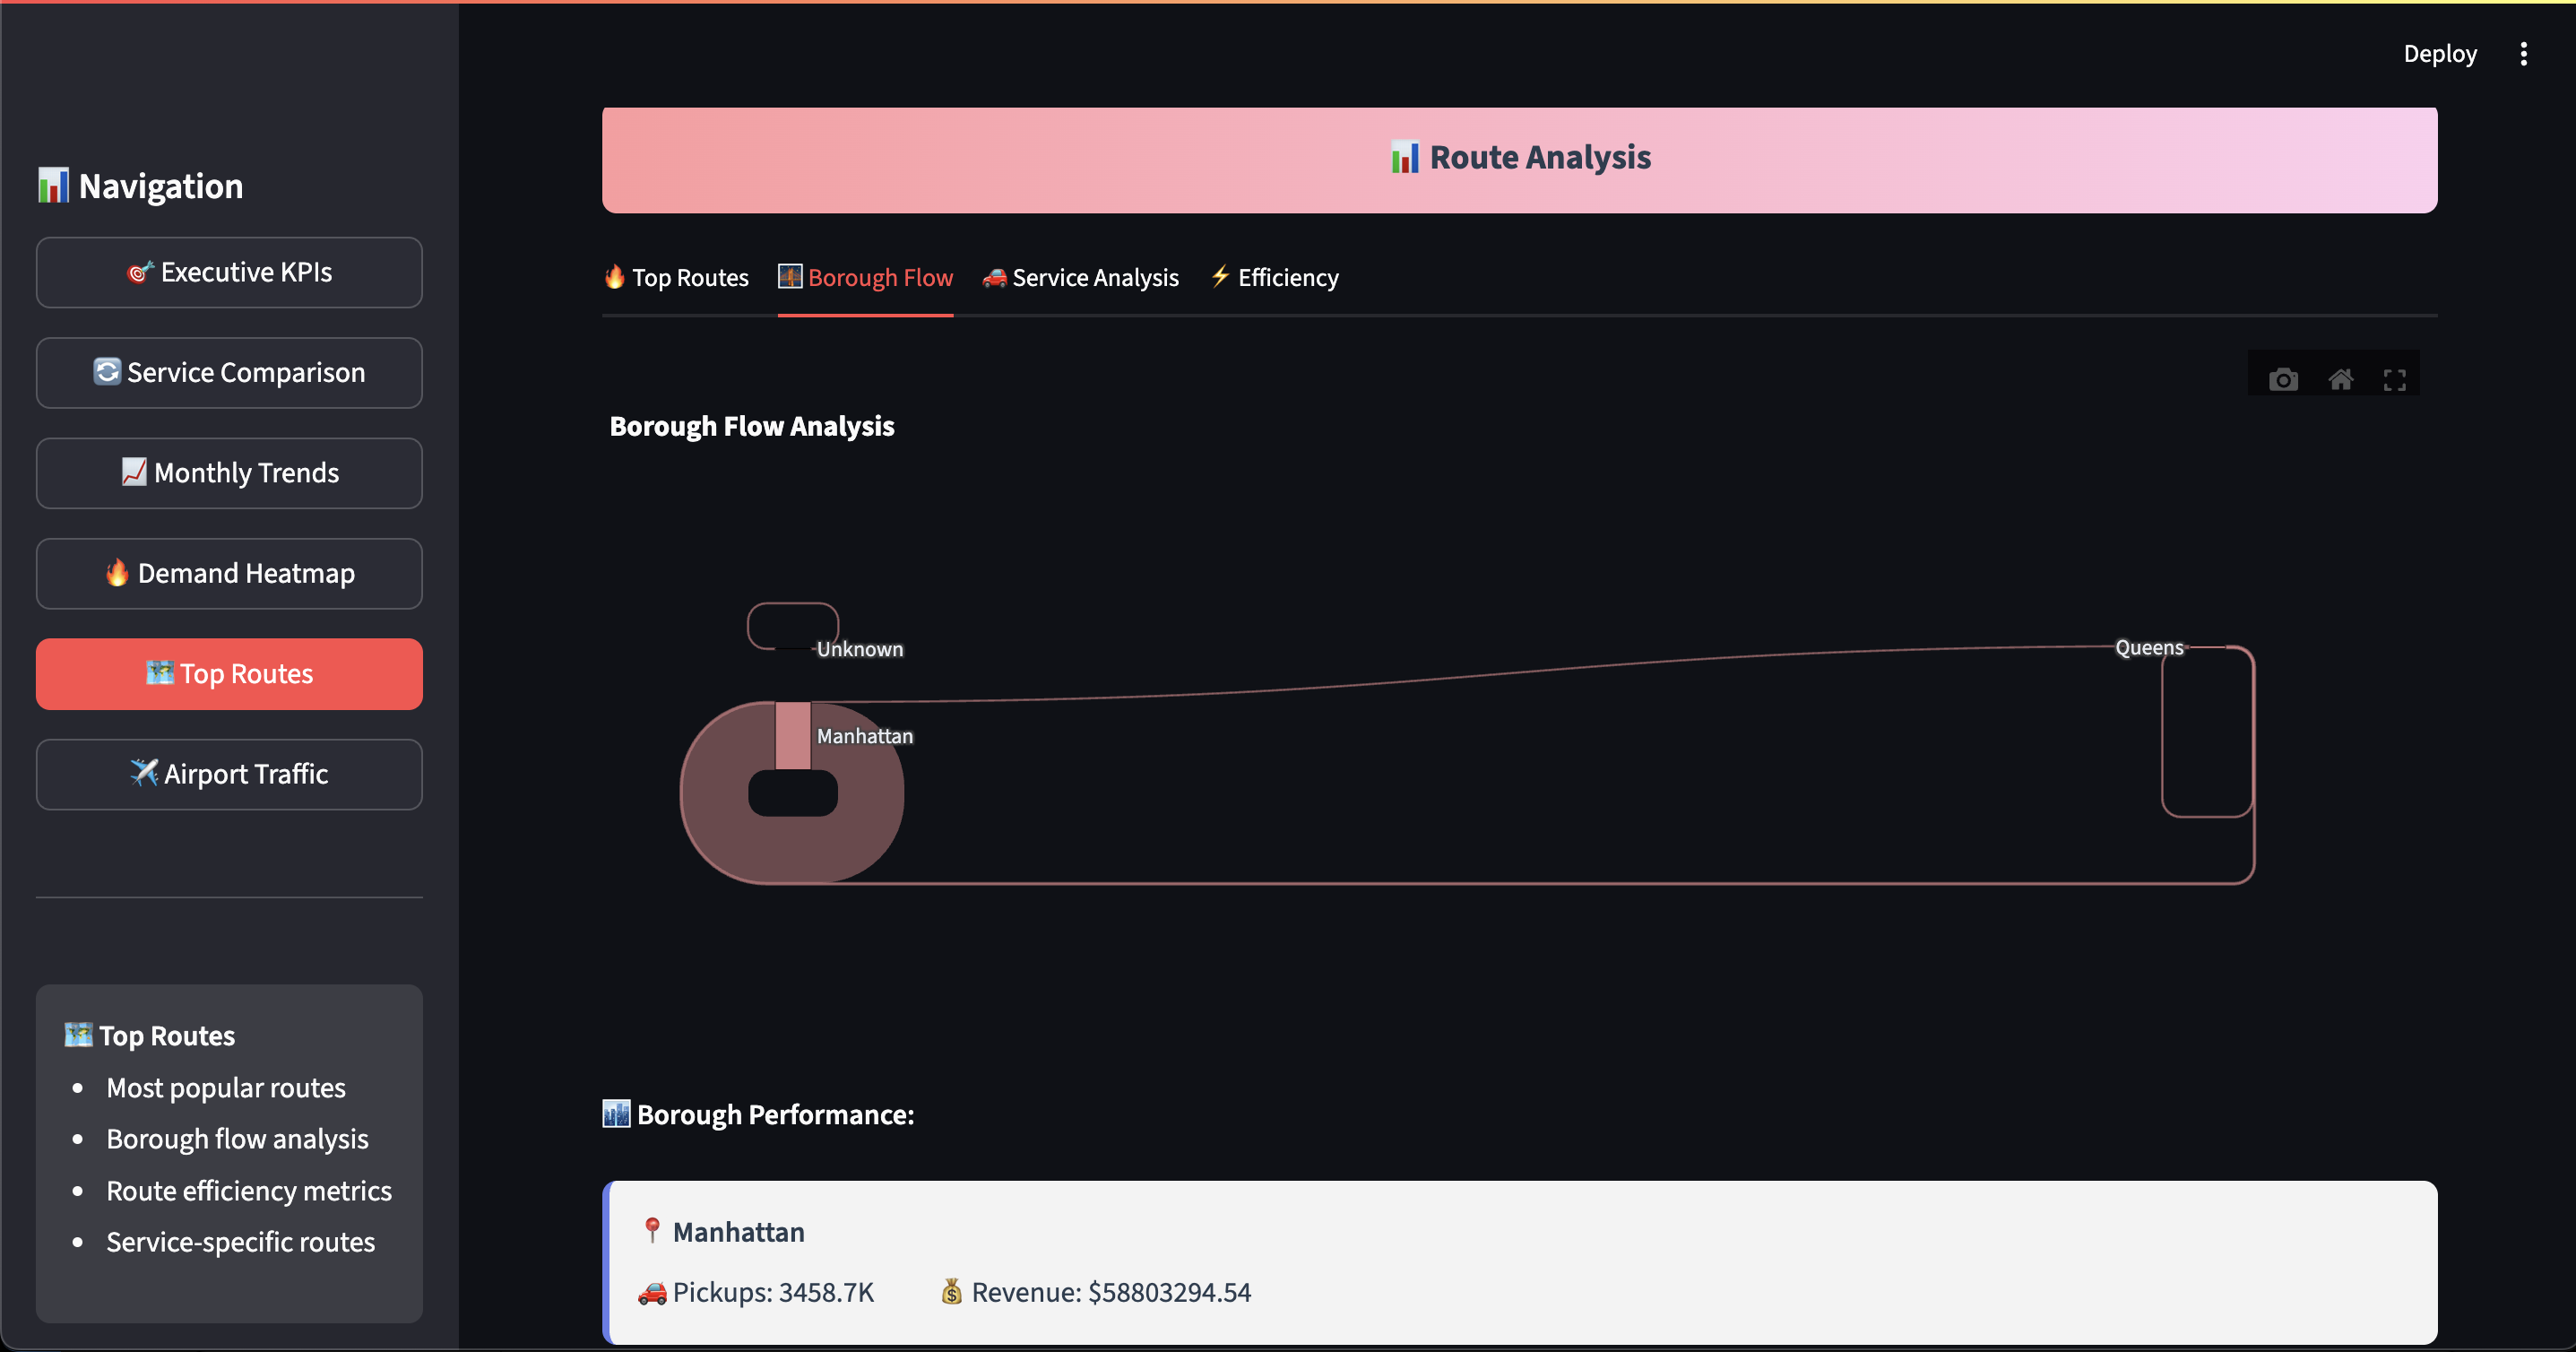 Deploy
Navigation
Executive KPIs
Service Comparison
Monthly Trends
Demand Heatmap
Top Routes
Airport Traffic
Top Routes
Most popular routes
Borough flow analysis
Route efficiency metrics
Service-specific routes
Route Analysis
Top Routes Borough Flow Service Analysis Efficiency
Borough Flow Analysis
Unknown
Queens
Manhattan
Borough Performance:
Manhattan
Pickups: 3458.7K Revenue: $58803294.54